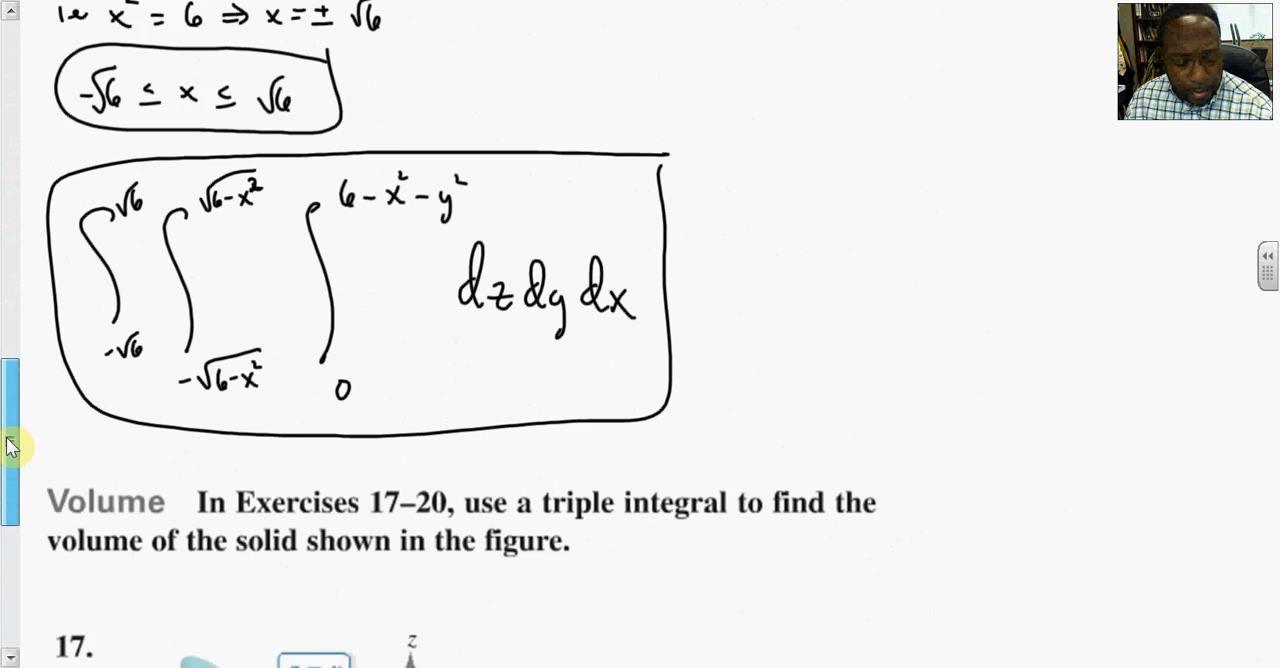 ie x² = 6 ⇒ x = ± √6
-√6 ≤ x ≤ √6
∫_{-√6}^{√6} ∫_{-√(6-x²)}^{√(6-x²)} ∫_0^{6-x²-y²} dz dy dx
Volume In Exercises 17–20, use a triple integral to find the
volume of the solid shown in the figure.
17.
z